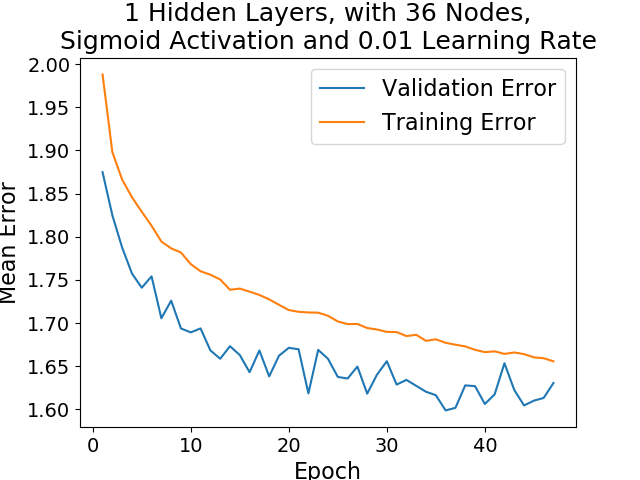 1 Hidden Layers, with 36 Nodes,
Sigmoid Activation and 0.01 Learning Rate
Validation Error
Training Error
Mean Error
2.00
1.95
1.90
1.85
1.80
1.75
1.70
1.65
1.60
0 10 20 30 40
Epoch